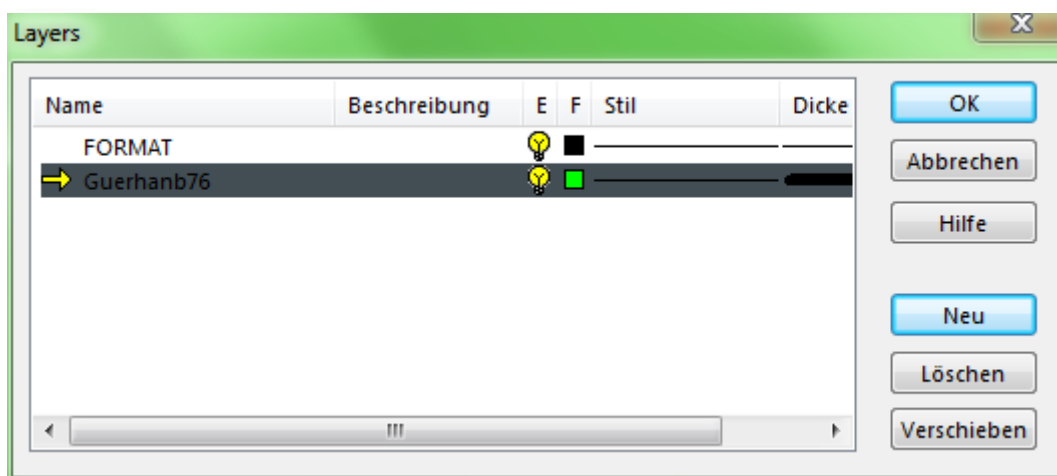 Layers
Name Beschreibung E F Stil Dicke
FORMAT
Guerhanb76
OK
Abbrechen
Hilfe
Neu
Löschen
Verschieben